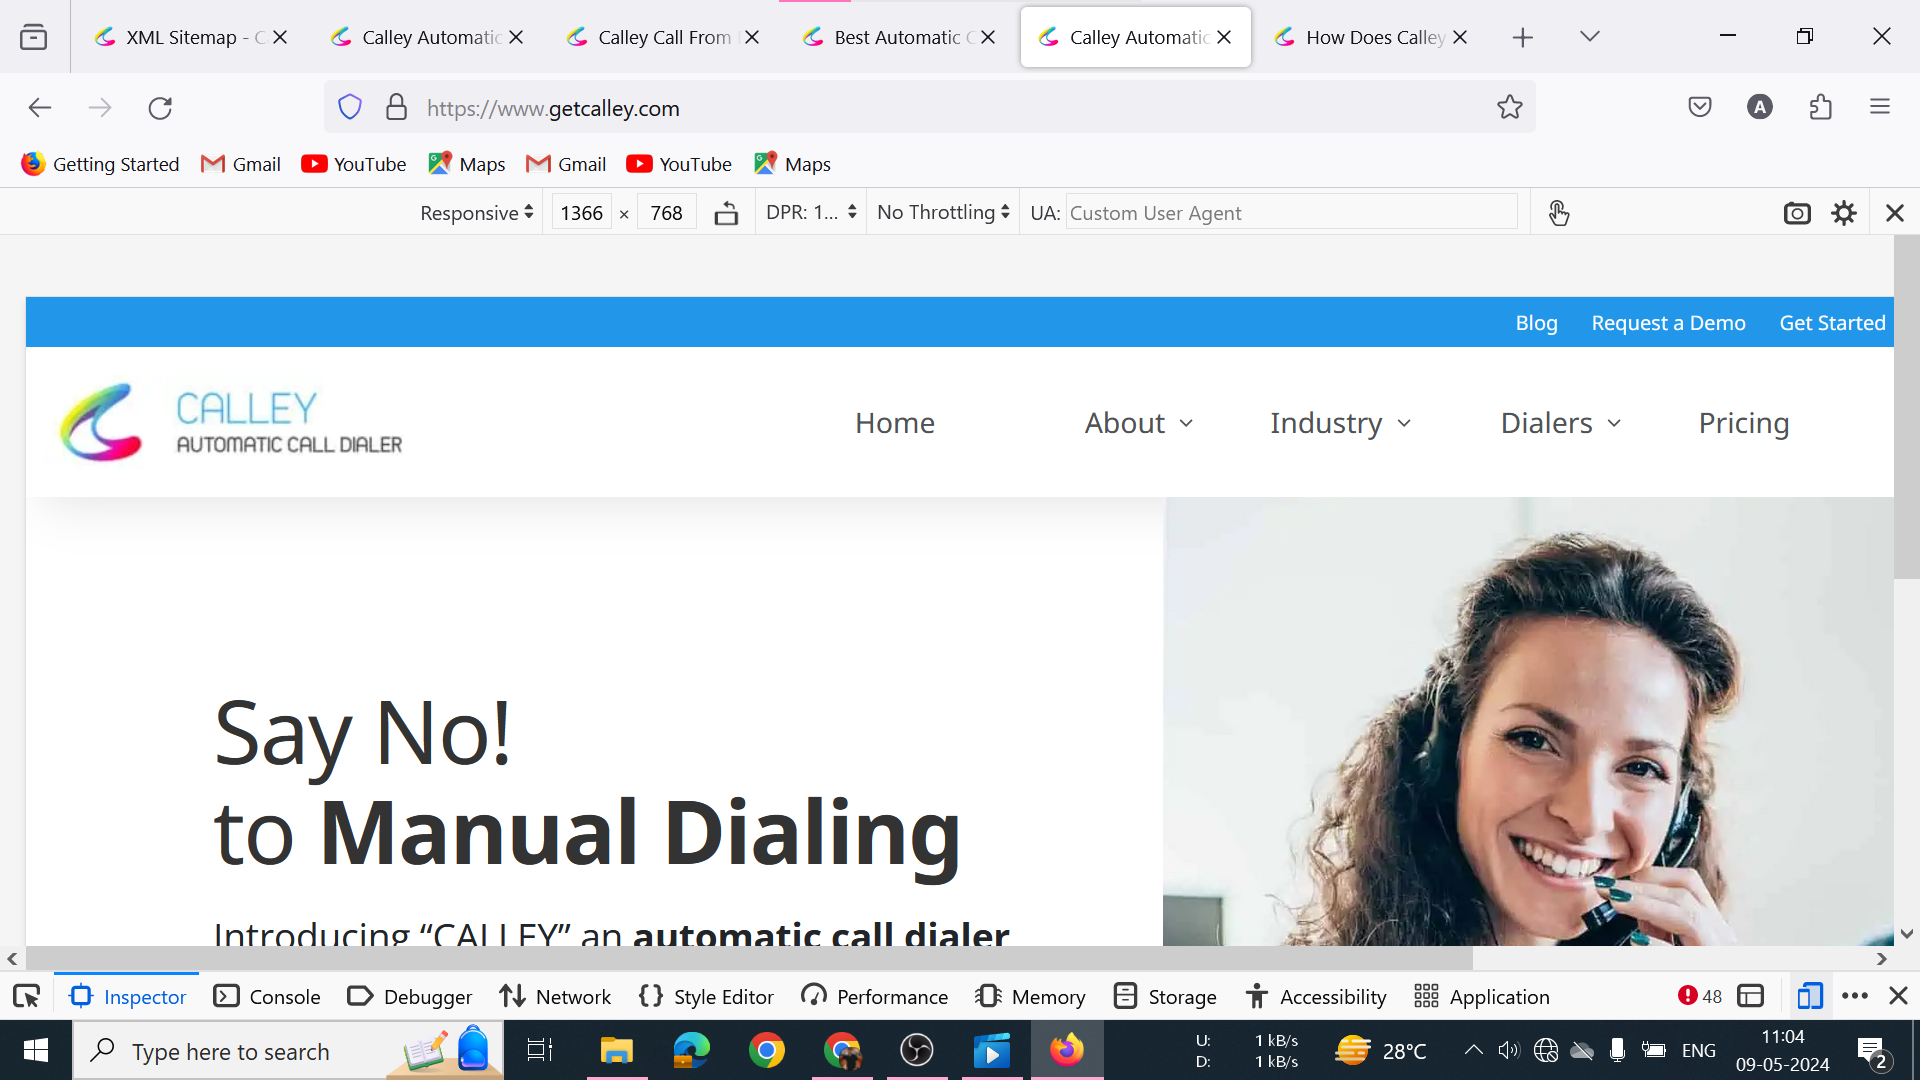 XML Sitemap - C
Calley Automatic
Calley Call From
Best Automatic C
Calley Automatic
How Does Calley
https://www.getcalley.com
A
Getting Started
Gmail
YouTube
Maps
Gmail
YouTube
Maps
Responsive
1366 × 768
DPR: 1...
No Throttling
UA: Custom User Agent
Blog
Request a Demo
Get Started
CALLEY
AUTOMATIC CALL DIALER
Home
About
Industry
Dialers
Pricing
Say No!
to Manual Dialing
Introducing “CALLEY” an automatic call dialer
Inspector
Console
Debugger
Network
Style Editor
Performance
Memory
Storage
Accessibility
Application
48
Type here to search
U: 1 kB/s
D: 1 kB/s
28°C
ENG
11:04
09-05-2024
2